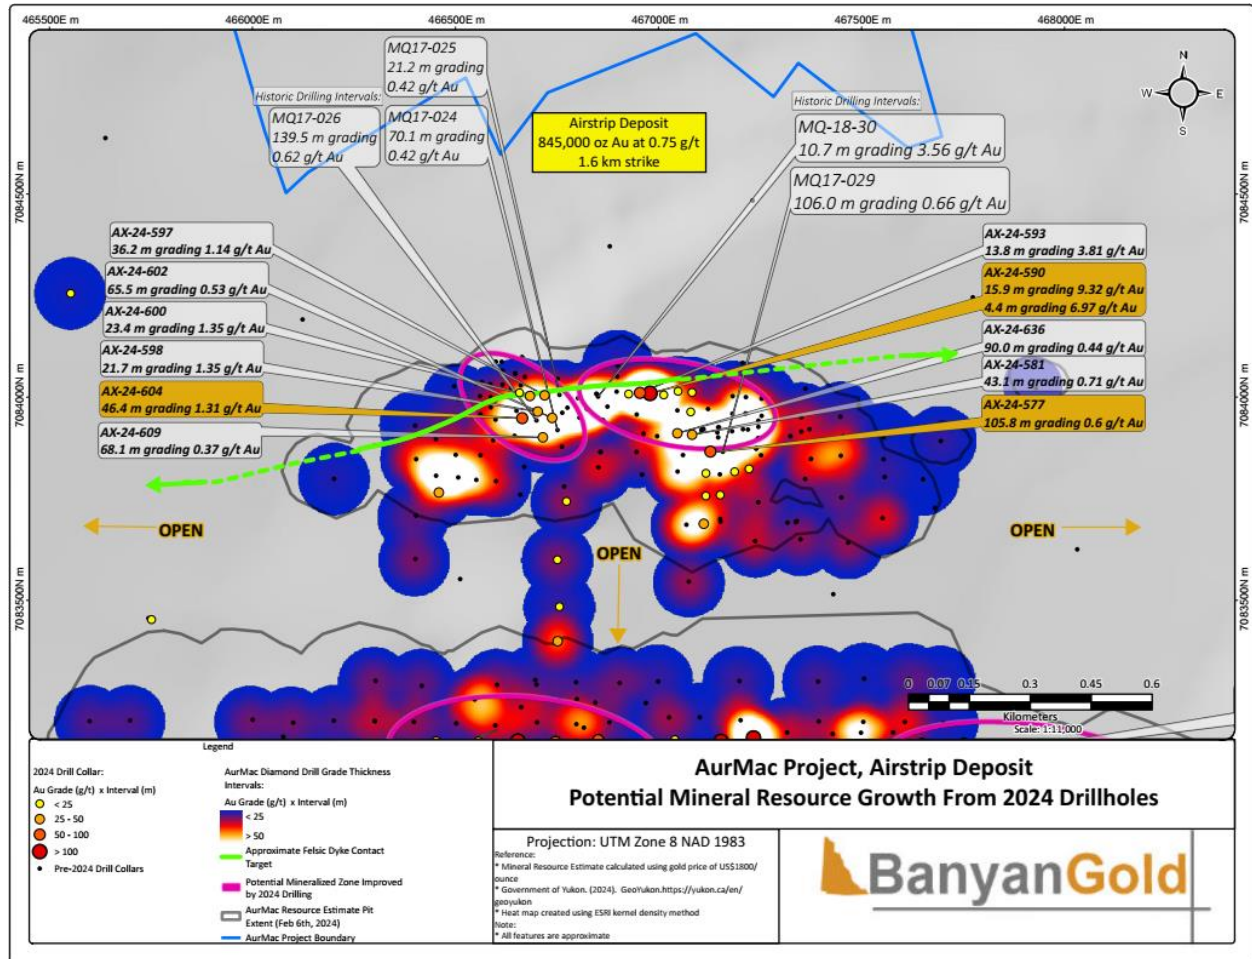 465500E m
466000E m
466500E m
467000E m
467500E m
468000E m
7084500N m
7084000N m
7083500N m
7084500N m
7084000N m
7083500N m
N
W
E
S
MQ17-025
21.2 m grading
0.42 g/t Au
Historic Drilling Intervals:
MQ17-026
139.5 m grading
0.62 g/t Au
MQ17-024
70.1 m grading
0.42 g/t Au
Airstrip Deposit
845,000 oz Au at 0.75 g/t
1.6 km strike
Historic Drilling Intervals:
MQ-18-30
10.7 m grading 3.56 g/t Au
MQ17-029
106.0 m grading 0.66 g/t Au
AX-24-597
36.2 m grading 1.14 g/t Au
AX-24-602
65.5 m grading 0.53 g/t Au
AX-24-600
23.4 m grading 1.35 g/t Au
AX-24-598
21.7 m grading 1.35 g/t Au
AX-24-604
46.4 m grading 1.31 g/t Au
AX-24-609
68.1 m grading 0.37 g/t Au
AX-24-593
13.8 m grading 3.81 g/t Au
AX-24-590
15.9 m grading 9.32 g/t Au
4.4 m grading 6.97 g/t Au
AX-24-636
90.0 m grading 0.44 g/t Au
AX-24-581
43.1 m grading 0.71 g/t Au
AX-24-577
105.8 m grading 0.6 g/t Au
OPEN
OPEN
OPEN
0 0.07 0.15 0.3 0.45 0.6
Kilometers
Scale: 1:11,000
Legend
2024 Drill Collar:
Au Grade (g/t) x Interval (m)
< 25
25 - 50
50 - 100
> 100
Pre-2024 Drill Collars
AurMac Diamond Drill Grade Thickness
Intervals:
Au Grade (g/t) x Interval (m)
< 25
> 50
Approximate Felsic Dyke Contact
Target
Potential Mineralized Zone Improved
by 2024 Drilling
AurMac Resource Estimate Pit
Extent (Feb 6th, 2024)
AurMac Project Boundary
AurMac Project, Airstrip Deposit
Potential Mineral Resource Growth From 2024 Drillholes
Projection: UTM Zone 8 NAD 1983
Reference:
* Mineral Resource Estimate calculated using gold price of US$1800/
ounce
* Government of Yukon. (2024). GeoYukon.https://yukon.ca/en/
geoyukon
* Heat map created using ESRI kernel density method
Note:
* All features are approximate
BanyanGold